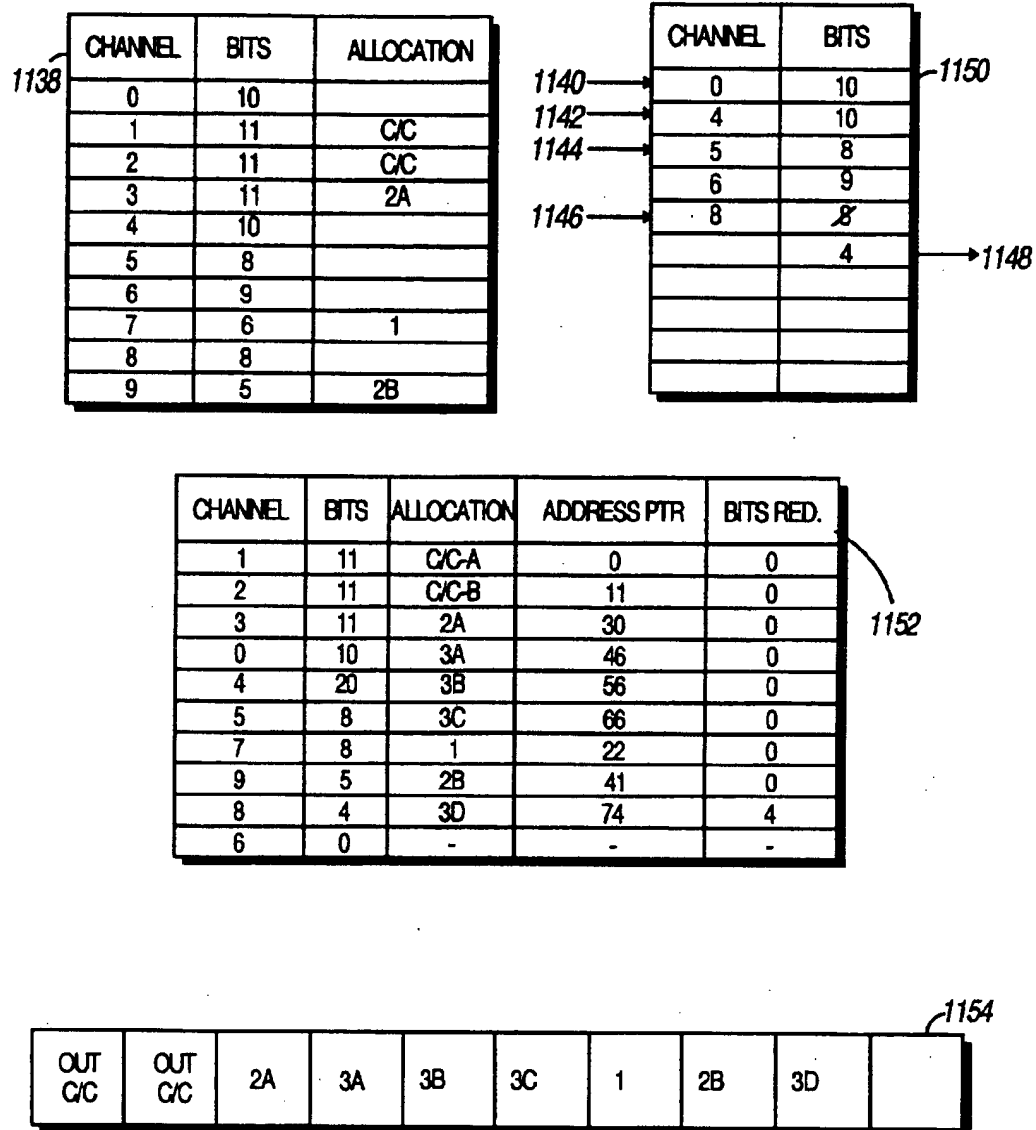 1138
CHANNEL BITS ALLOCATION
0 10
1 11 C/C
2 11 C/C
3 11 2A
4 10
5 8
6 9
7 6 1
8 8
9 5 2B
CHANNEL BITS
1150
1140 0 10
1142 4 10
1144 5 8
6 9
1146 8 8
4 1148
CHANNEL BITS ALLOCATION ADDRESS PTR BITS RED.
1 11 C/C-A 0 0
2 11 C/C-B 11 0
3 11 2A 30 0
0 10 3A 46 0
4 20 3B 56 0
5 8 3C 66 0
7 8 1 22 0
9 5 2B 41 0
8 4 3D 74 4
6 0 - - -
1152
1154
OUT C/C OUT C/C 2A 3A 3B 3C 1 2B 3D